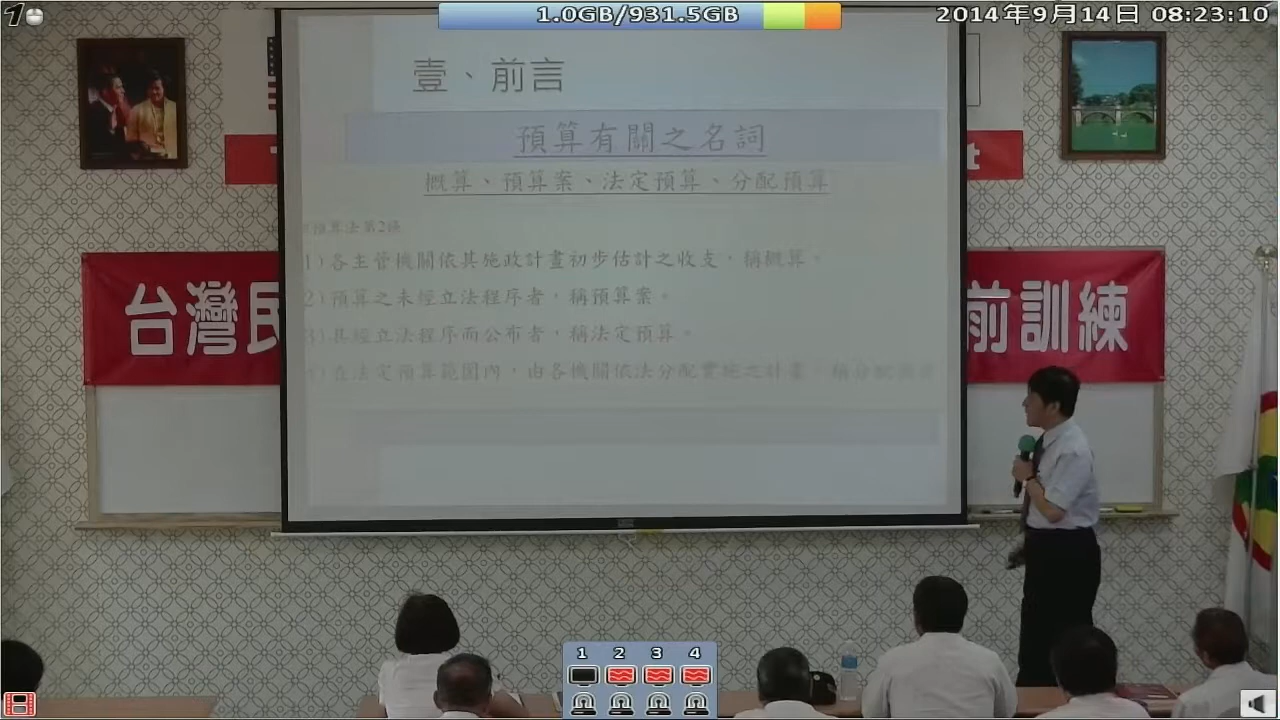 1
1.0GB/931.5GB
2014年9月14日 08:23:10
壹、前言
預算有關之名詞
概算、預算案、法定預算、分配預算
預算法第2條
1)各主管機關依其施政計畫初步估計之收支，稱概算。
2)預算之未經立法程序者，稱預算案。
3)其經立法程序而公布者，稱法定預算。
在法定預算範圍內，由各機關依法分配實施之計畫，稱分配預算
t
台灣民
前訓練
1 2 3 4